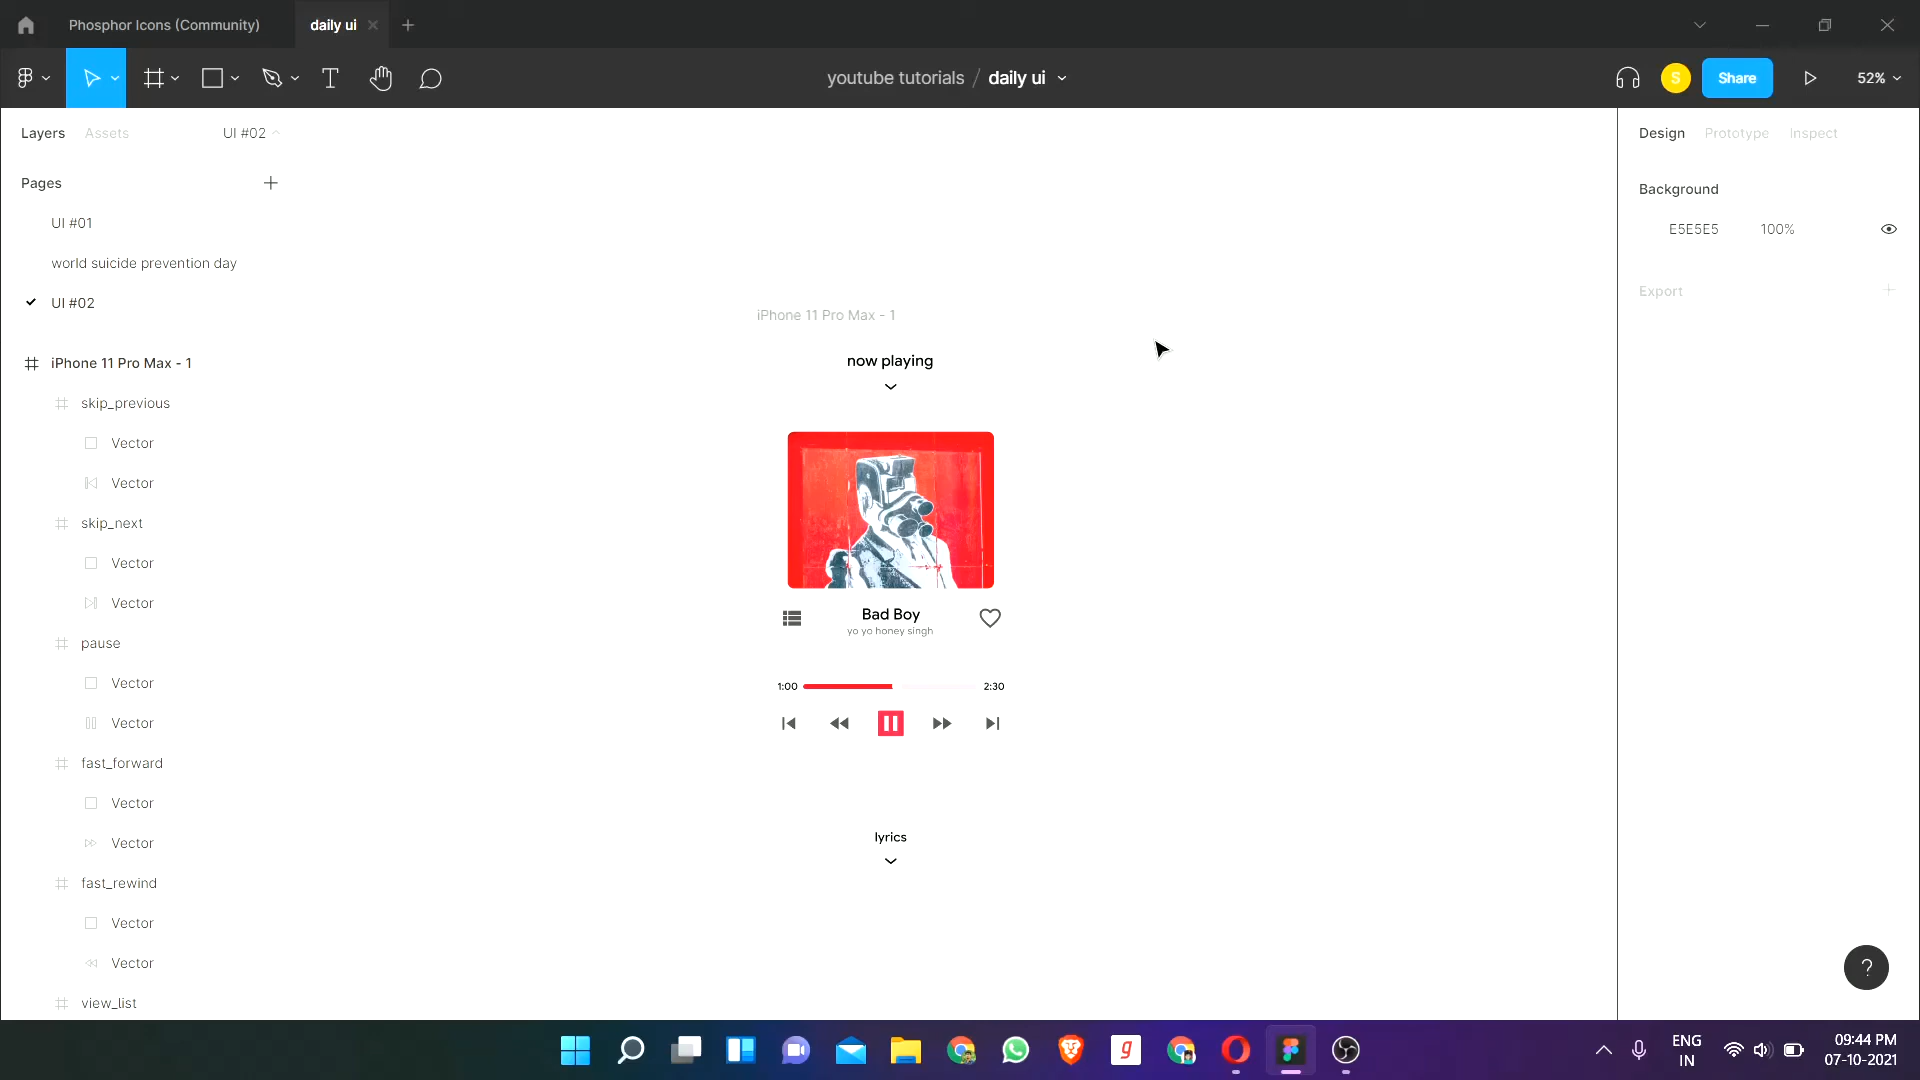 Phosphor Icons (Community)
daily ui
youtube tutorials / daily ui
S
Share
52%
Layers
Assets
UI #02
Pages
UI #01
world suicide prevention day
UI #02
iPhone 11 Pro Max - 1
skip_previous
Vector
Vector
skip_next
Vector
Vector
pause
Vector
Vector
fast_forward
Vector
Vector
fast_rewind
Vector
Vector
view_list
iPhone 11 Pro Max - 1
now playing
Bad Boy
yo yo honey singh
1:00
2:30
lyrics
Design
Prototype
Inspect
Background
E5E5E5
100%
Export
?
g
ENG
IN
09:44 PM
07-10-2021